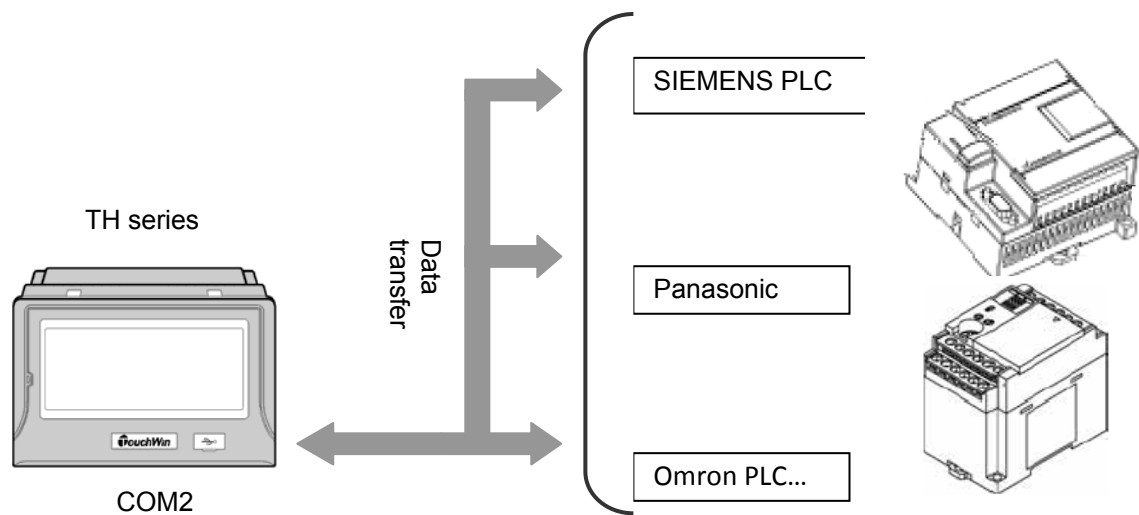 SIEMENS PLC
TH series
Data
transfer
Panasonic
TouchWin
Omron PLC...
COM2